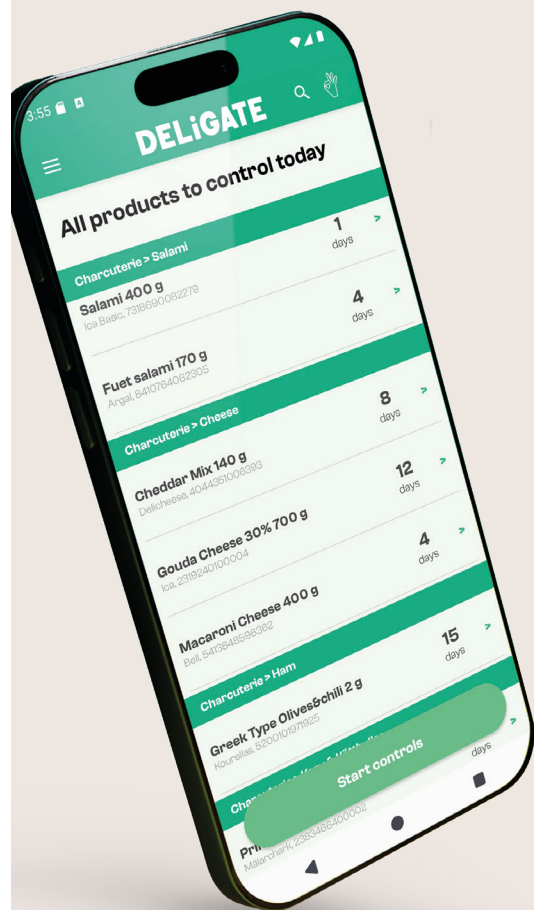 3:55
DELiGATE
All products to control today
Charcuterie > Salami
Salami 400 g
Ica Basic, 7318690082279
1
days
>
Fuet salami 170 g
Argal, 8410764062305
4
days
>
Charcuterie > Cheese
Cheddar Mix 140 g
Delicheese, 4044351006393
8
days
>
Gouda Cheese 30% 700 g
Ica, 2319240100004
12
days
>
Macaroni Cheese 400 g
Bell, 5413848596362
4
days
>
Charcuterie > Ham
Greek Type Olives&chili 2 g
Kourellas, 5200101971925
15
days
>
Start controls
Mälarchark, 2383466400002
days
>